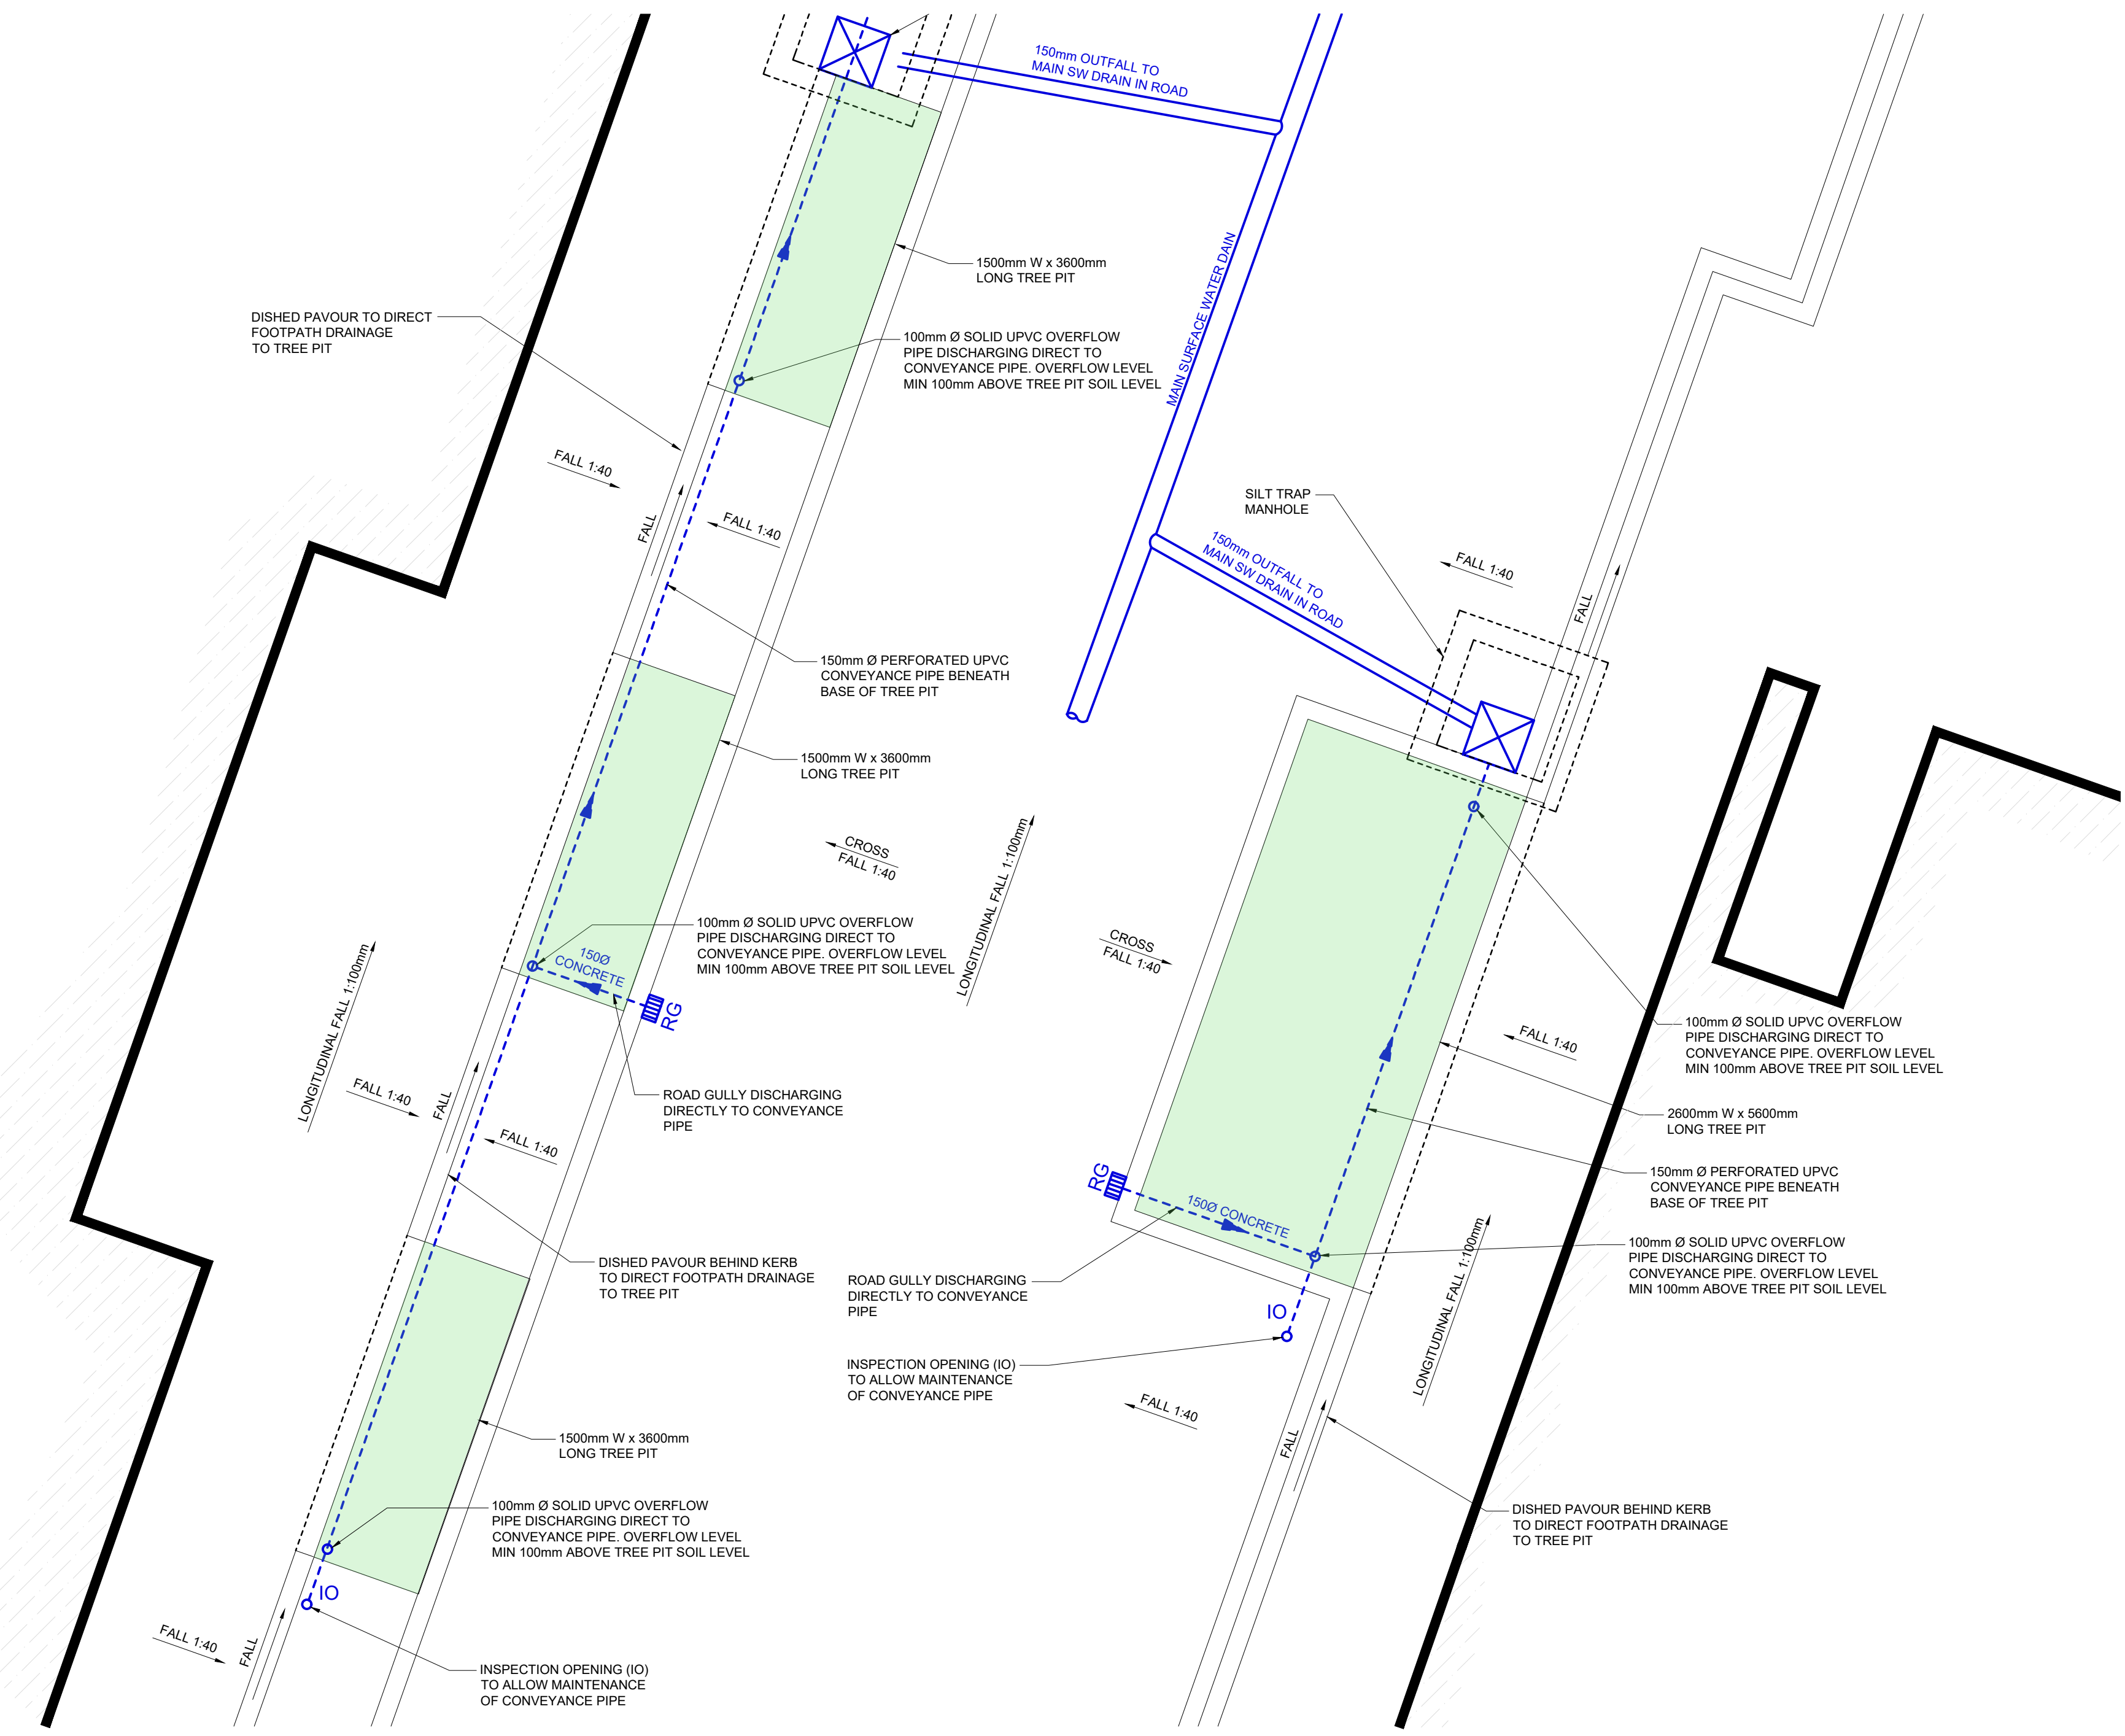 150mm OUTFALL TO
MAIN SW DRAIN IN ROAD
MAIN SURFACE WATER DAIN
1500mm W x 3600mm
LONG TREE PIT
DISHED PAVOUR TO DIRECT
FOOTPATH DRAINAGE
TO TREE PIT
100mm Ø SOLID UPVC OVERFLOW
PIPE DISCHARGING DIRECT TO
CONVEYANCE PIPE. OVERFLOW LEVEL
MIN 100mm ABOVE TREE PIT SOIL LEVEL
FALL 1:40
FALL
FALL 1:40
SILT TRAP
MANHOLE
150mm OUTFALL TO
MAIN SW DRAIN IN ROAD
FALL 1:40
FALL
150mm Ø PERFORATED UPVC
CONVEYANCE PIPE BENEATH
BASE OF TREE PIT
1500mm W x 3600mm
LONG TREE PIT
CROSS
FALL 1:40
LONGITUDINAL FALL 1:100mm
100mm Ø SOLID UPVC OVERFLOW
PIPE DISCHARGING DIRECT TO
CONVEYANCE PIPE. OVERFLOW LEVEL
MIN 100mm ABOVE TREE PIT SOIL LEVEL
150Ø
CONCRETE
RG
CROSS
FALL 1:40
LONGITUDINAL FALL 1:100mm
FALL 1:40
FALL
ROAD GULLY DISCHARGING
DIRECTLY TO CONVEYANCE
PIPE
FALL 1:40
FALL 1:40
100mm Ø SOLID UPVC OVERFLOW
PIPE DISCHARGING DIRECT TO
CONVEYANCE PIPE. OVERFLOW LEVEL
MIN 100mm ABOVE TREE PIT SOIL LEVEL
2600mm W x 5600mm
LONG TREE PIT
150mm Ø PERFORATED UPVC
CONVEYANCE PIPE BENEATH
BASE OF TREE PIT
RG
150Ø CONCRETE
100mm Ø SOLID UPVC OVERFLOW
PIPE DISCHARGING DIRECT TO
CONVEYANCE PIPE. OVERFLOW LEVEL
MIN 100mm ABOVE TREE PIT SOIL LEVEL
DISHED PAVOUR BEHIND KERB
TO DIRECT FOOTPATH DRAINAGE
TO TREE PIT
ROAD GULLY DISCHARGING
DIRECTLY TO CONVEYANCE
PIPE
IO
LONGITUDINAL FALL 1:100mm
INSPECTION OPENING (IO)
TO ALLOW MAINTENANCE
OF CONVEYANCE PIPE
FALL 1:40
FALL
1500mm W x 3600mm
LONG TREE PIT
100mm Ø SOLID UPVC OVERFLOW
PIPE DISCHARGING DIRECT TO
CONVEYANCE PIPE. OVERFLOW LEVEL
MIN 100mm ABOVE TREE PIT SOIL LEVEL
DISHED PAVOUR BEHIND KERB
TO DIRECT FOOTPATH DRAINAGE
TO TREE PIT
IO
FALL 1:40
FALL
INSPECTION OPENING (IO)
TO ALLOW MAINTENANCE
OF CONVEYANCE PIPE